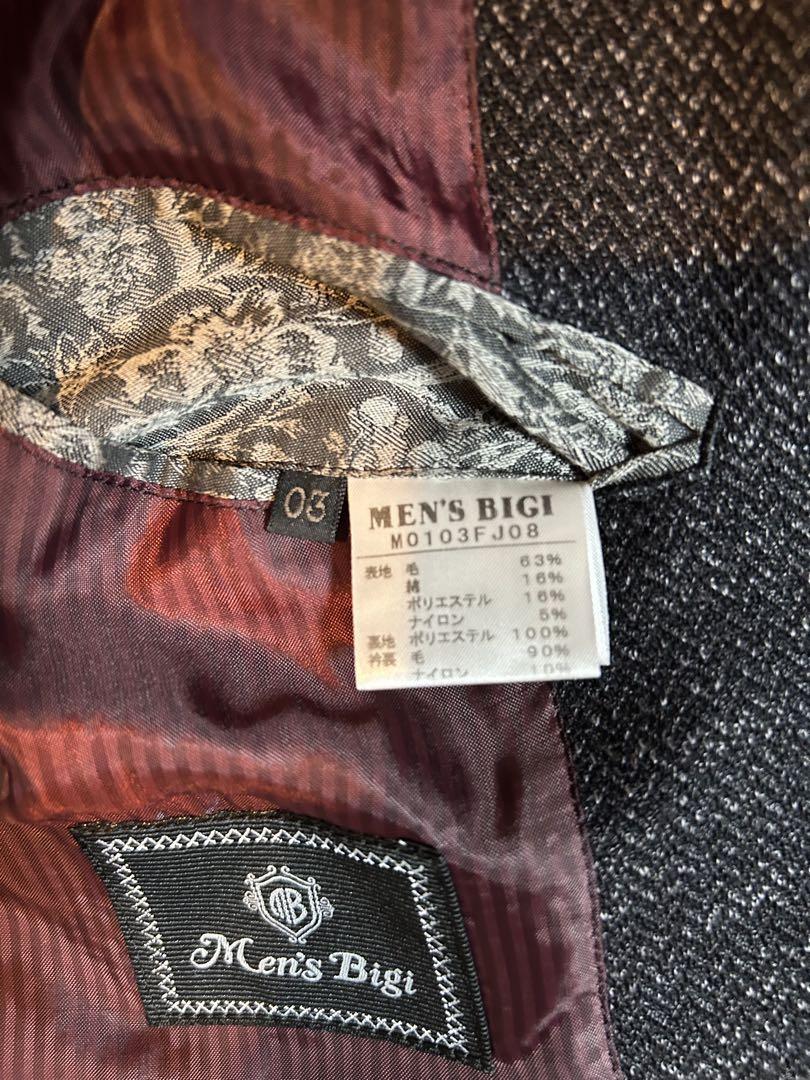 03
MEN'S BIGI
M0103FJ08
表地 毛 63%
綿 16%
ポリエステル 16%
ナイロン 5%
裏地 ポリエステル 100%
衿裏 毛 90%
ナイロン 10%
MB
Men's Bigi